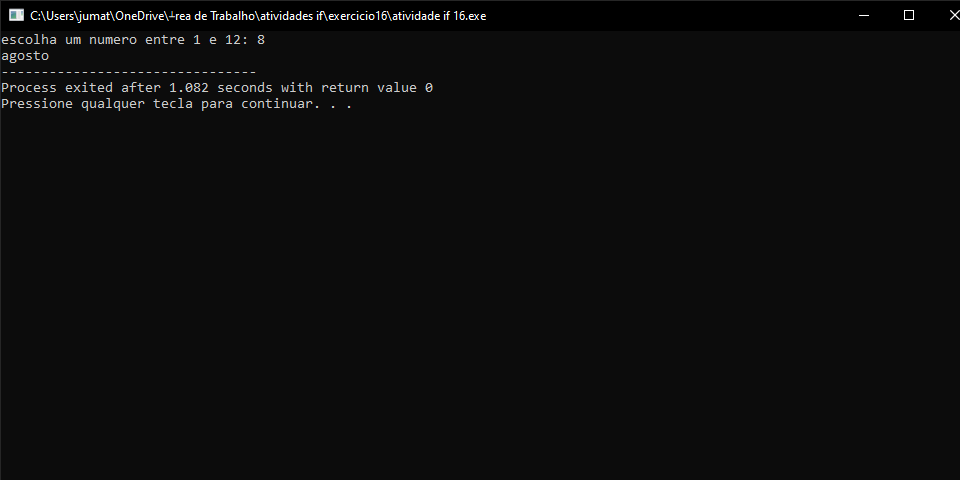 C:\Users\jumat\OneDrive\┴rea de Trabalho\atividades if\exercicio16\atividade if 16.exe
escolha um numero entre 1 e 12: 8
agosto
--------------------------------
Process exited after 1.082 seconds with return value 0
Pressione qualquer tecla para continuar. . .